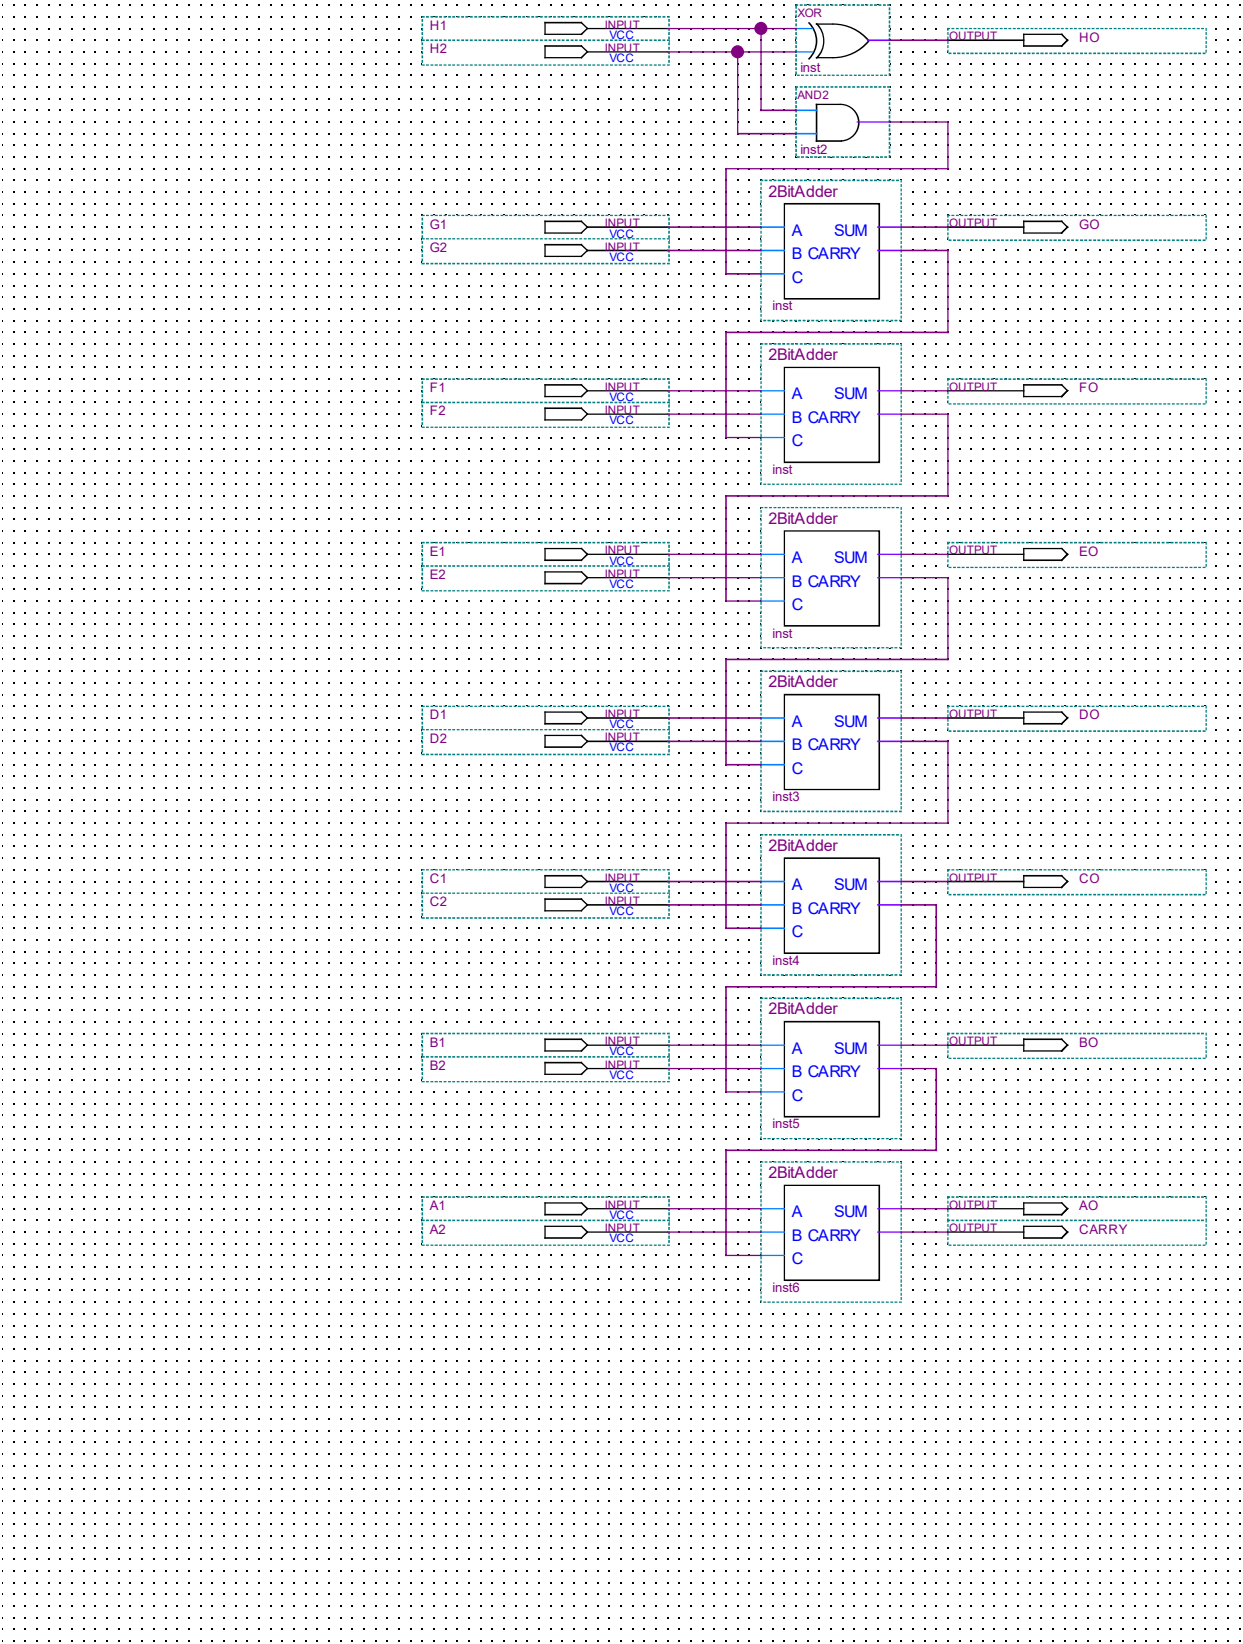 XOR
H1 INPUT VCC
H2 INPUT VCC
OUTPUT HO
inst
AND2
inst2
2BitAdder
G1 INPUT VCC A SUM OUTPUT GO
G2 INPUT VCC B CARRY
C
inst
2BitAdder
F1 INPUT VCC A SUM OUTPUT FO
F2 INPUT VCC B CARRY
C
inst
2BitAdder
E1 INPUT VCC A SUM OUTPUT EO
E2 INPUT VCC B CARRY
C
inst
2BitAdder
D1 INPUT VCC A SUM OUTPUT DO
D2 INPUT VCC B CARRY
C
inst3
2BitAdder
C1 INPUT VCC A SUM OUTPUT CO
C2 INPUT VCC B CARRY
C
inst4
2BitAdder
B1 INPUT VCC A SUM OUTPUT BO
B2 INPUT VCC B CARRY
C
inst5
2BitAdder
A1 INPUT VCC A SUM OUTPUT AO
A2 INPUT VCC B CARRY OUTPUT CARRY
C
inst6